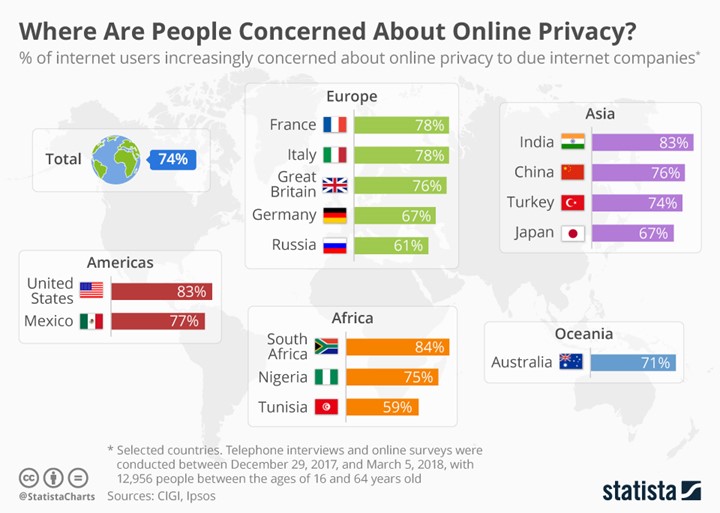 Where Are People Concerned About Online Privacy?
% of internet users increasingly concerned about online privacy to due internet companies*
Total 74%
Europe
France 78%
Italy 78%
Great
Britain 76%
Germany 67%
Russia 61%
Asia
India 83%
China 76%
Turkey 74%
Japan 67%
Americas
United
States 83%
Mexico 77%
Africa
South
Africa 84%
Nigeria 75%
Tunisia 59%
Oceania
Australia 71%
* Selected countries. Telephone interviews and online surveys were
conducted between December 29, 2017, and March 5, 2018, with
12,956 people between the ages of 16 and 64 years old
cc
@StatistaCharts Sources: CIGI, Ipsos
statista